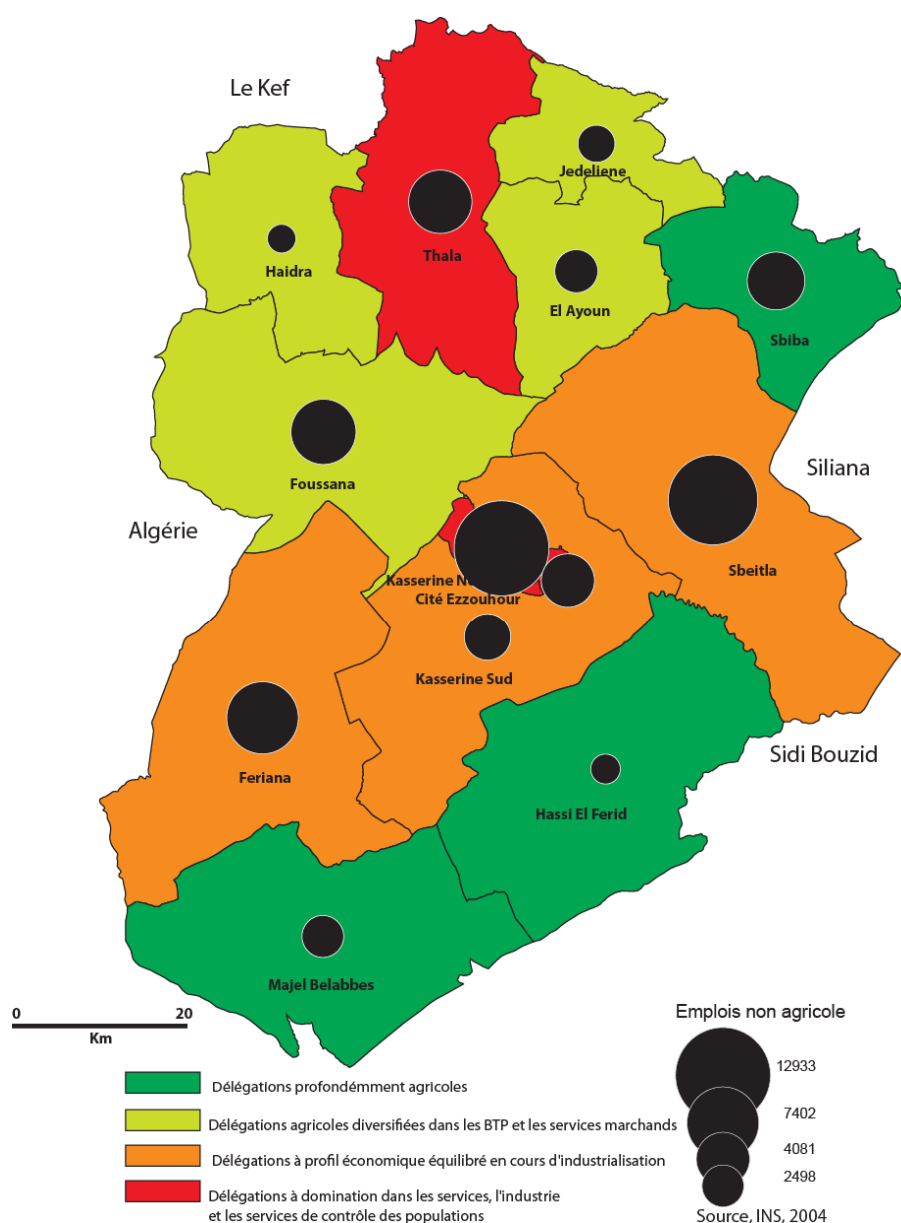 Le Kef
Jedeliene
Thala
Haidra
El Ayoun
Sbiba
Siliana
Foussana
Algérie
Sbeitla
Kasserine
Cité Ezzouhour
Kasserine Sud
Sidi Bouzid
Feriana
Hassi El Ferid
Majel Belabbes
0 20
Km
Emplois non agricole
12933
7402
4081
2498
Délégations profondémment agricoles
Délégations agricoles diversifiées dans les BTP et les services marchands
Délégations à profil économique équilibré en cours d'industrialisation
Délégations à domination dans les services, l'industrie
et les services de contrôle des populations
Source, INS, 2004